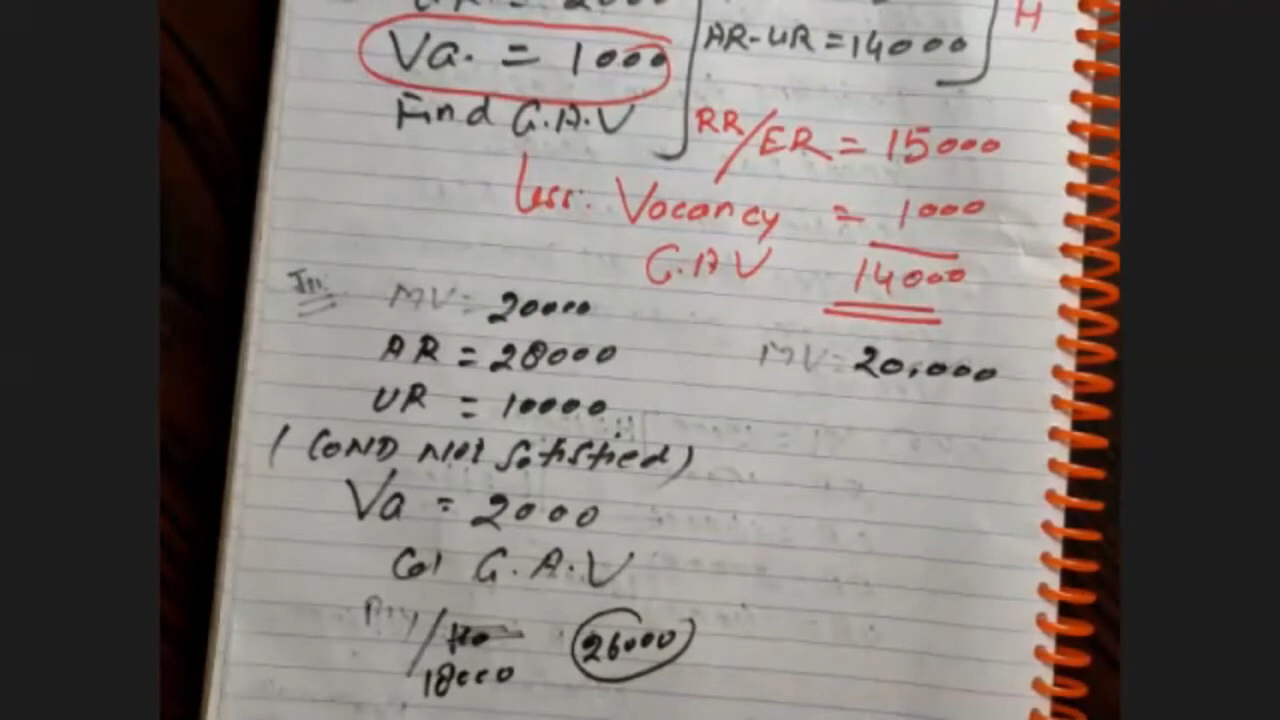 Va. = 1000
Find G.A.V
AR-UR = 14000
H
RR/ER = 15000
Less: Vocancy = 1000
G.A.V 14000
MV = 20000
AR = 28000
UR = 10000
(COND Not Satisfied)
Va = 2000
Cal G.A.V
MV = 20,000
18000
26000